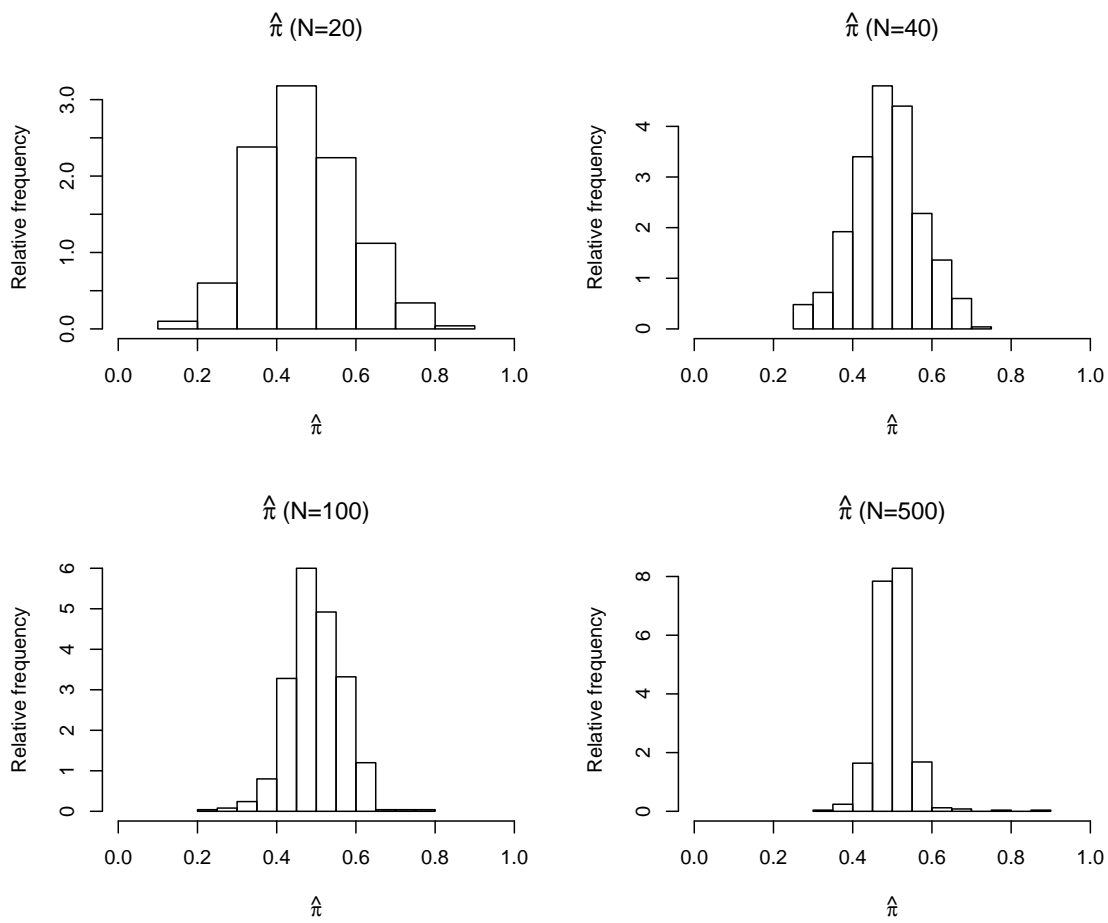 π̂ (N=20)
Relative frequency
3.0
2.0
1.0
0.0
0.0 0.2 0.4 0.6 0.8 1.0
π̂
π̂ (N=40)
Relative frequency
4
3
2
1
0
0.0 0.2 0.4 0.6 0.8 1.0
π̂
π̂ (N=100)
Relative frequency
6
5
4
3
2
1
0
0.0 0.2 0.4 0.6 0.8 1.0
π̂
π̂ (N=500)
Relative frequency
8
6
4
2
0
0.0 0.2 0.4 0.6 0.8 1.0
π̂